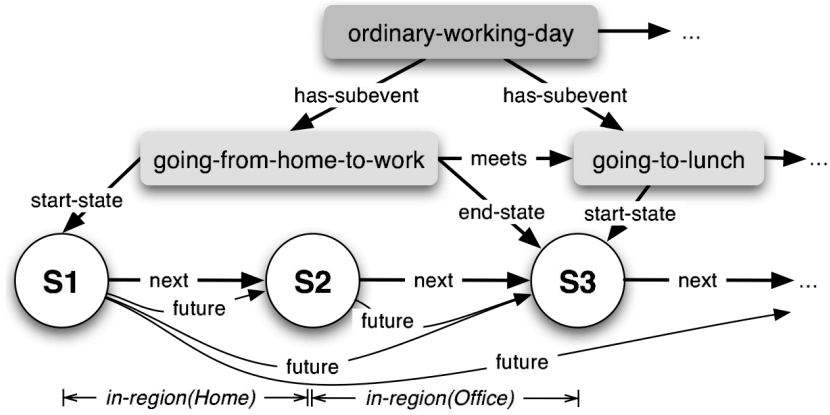 ordinary-working-day ...
has-subevent has-subevent
going-from-home-to-work meets going-to-lunch ...
start-state end-state start-state
S1 next S2 next S3 next ...
future future
future future
in-region(Home) in-region(Office)